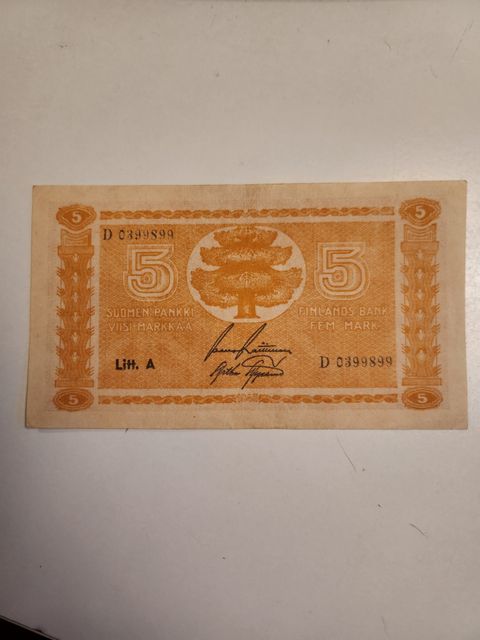 5 5
D 0399899
5 5
SUOMEN PANKKI FINLANDS BANK
VIISI MARKKAA FEM MARK
Litt. A D 0399899
5 5